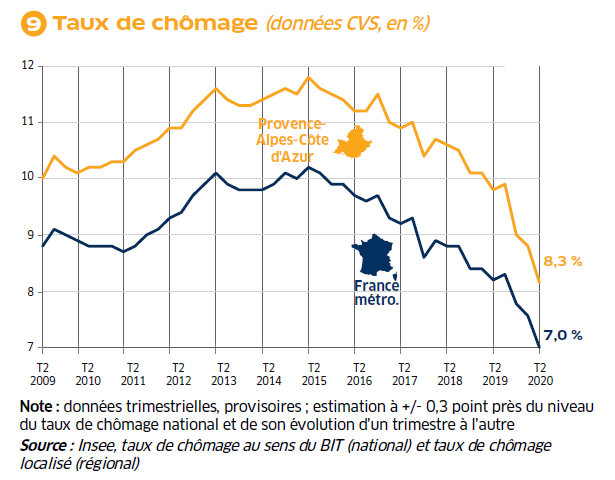 9 Taux de chômage (données CVS, en %)
12
11
10
9
8
7
Provence-
Alpes-Côte
d'Azur
France
métro.
8,3 %
7,0 %
T2 T2 T2 T2 T2 T2 T2 T2 T2 T2 T2 T2
2009 2010 2011 2012 2013 2014 2015 2016 2017 2018 2019 2020
Note : données trimestrielles, provisoires ; estimation à +/- 0,3 point près du niveau
du taux de chômage national et de son évolution d'un trimestre à l'autre
Source : Insee, taux de chômage au sens du BIT (national) et taux de chômage
localisé (régional)